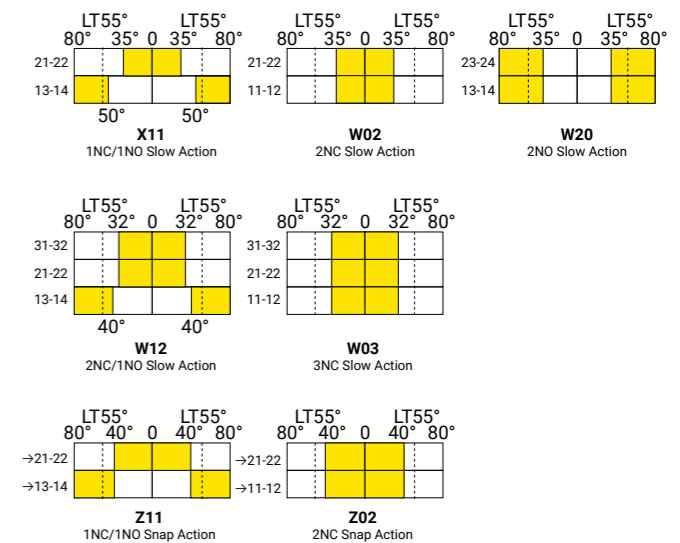 LT55° LT55° LT55° LT55° LT55° LT55°
80° 35° 0 35° 80° 80° 35° 0 35° 80° 80° 35° 0 35° 80°
21-22 21-22 23-24
13-14 11-12 13-14
50° 50°
X11 W02 W20
1NC/1NO Slow Action 2NC Slow Action 2NO Slow Action
LT55° LT55° LT55° LT55°
80° 32° 0 32° 80° 80° 32° 0 32° 80°
31-32 31-32
21-22 21-22
13-14 11-12
40° 40°
W12 W03
2NC/1NO Slow Action 3NC Slow Action
LT55° LT55° LT55° LT55°
80° 40° 0 40° 80° 80° 40° 0 40° 80°
→21-22 →21-22
→13-14 →11-12
Z11 Z02
1NC/1NO Snap Action 2NC Snap Action